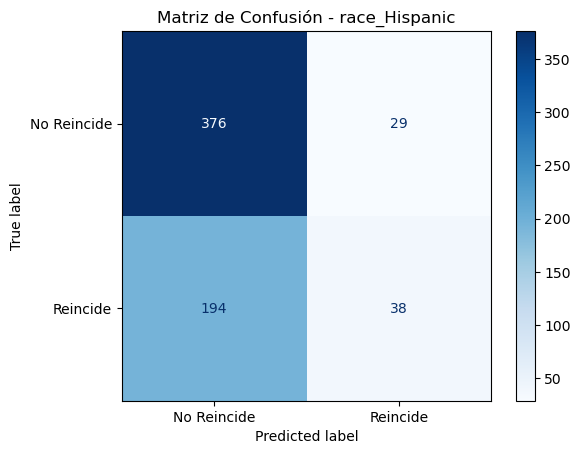 Matriz de Confusión - race_Hispanic
No Reincide
376
29
Reincide
194
38
No Reincide
Reincide
Predicted label
True label
350
300
250
200
150
100
50